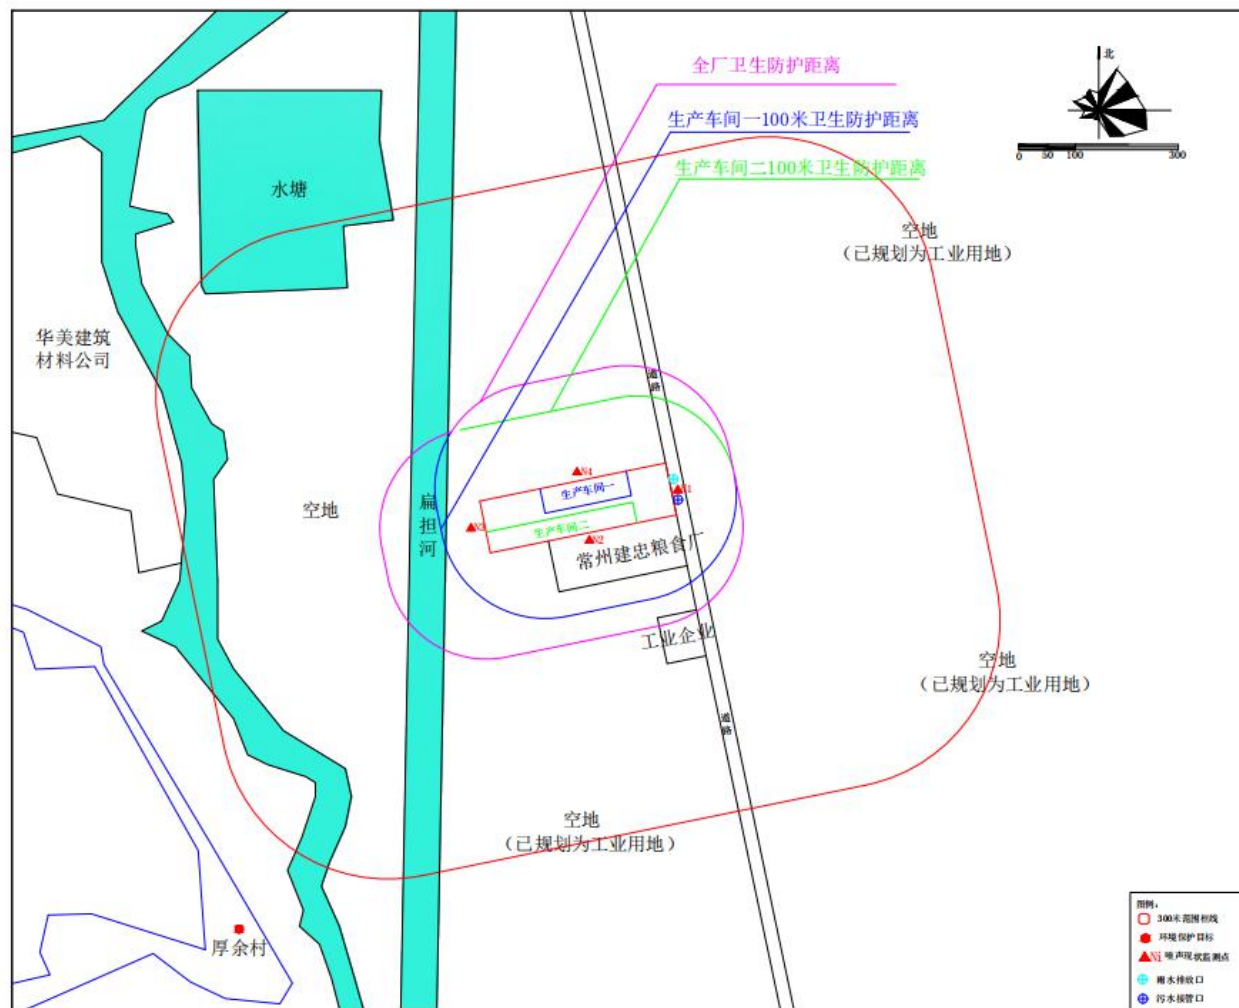 全厂卫生防护距离
北
生产车间一100米卫生防护距离
0 50 100 300
生产车间二100米卫生防护距离
水塘
空地
（已规划为工业用地）
华美建筑
材料公司
道路
N4
生产车间一
N1
空地
扁担河
N3
生产车间二
N2
常州建忠粮食厂
工业企业
空地
（已规划为工业用地）
道路
空地
（已规划为工业用地）
厚余村
图例：
300米范围框线
环境保护目标
Ni 噪声现状监测点
雨水排放口
污水接管口